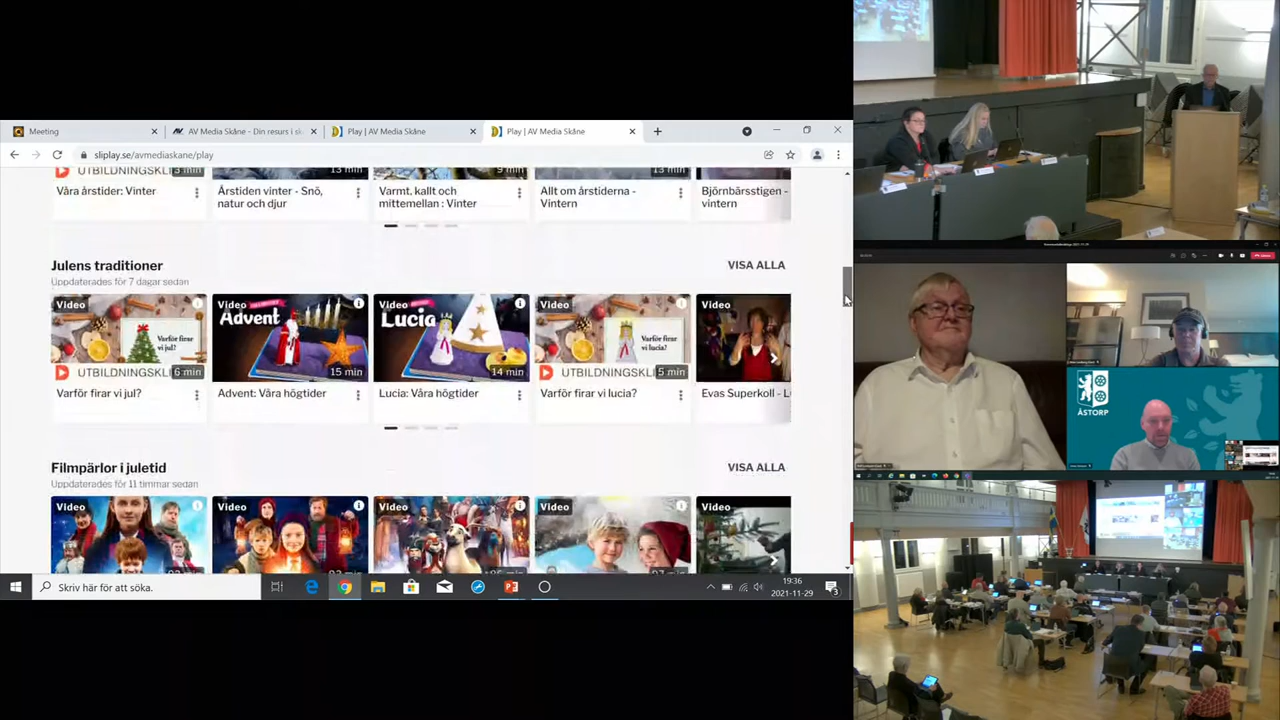 Meeting
AV Media Skåne - Din resurs i sk
Play | AV Media Skåne
Play | AV Media Skåne
sliplay.se/avmediaskane/play
UTBILDNINGSKLI
13 min
9 min
13 min
Våra årstider: Vinter
Årstiden vinter - Snö, natur och djur
Varmt, kallt och mittemellan : Vinter
Allt om årstiderna - Vintern
Björnbärsstigen - vintern
Julens traditioner
VISA ALLA
Uppdaterades för 7 dagar sedan
Video
Varför firar vi jul?
UTBILDNINGSKLI
6 min
Video
Advent
15 min
Video
Lucia
14 min
Video
Varför firar vi lucia?
UTBILDNINGSKLI
5 min
Video
Varför firar vi jul?
Advent: Våra högtider
Lucia: Våra högtider
Varför firar vi lucia?
Evas Superkoll - L
Filmpärlor i juletid
VISA ALLA
Uppdaterades för 11 timmar sedan
Video
Video
Video
Video
Video
Skriv här för att söka.
19:36
2021-11-29
3
ÅSTORP